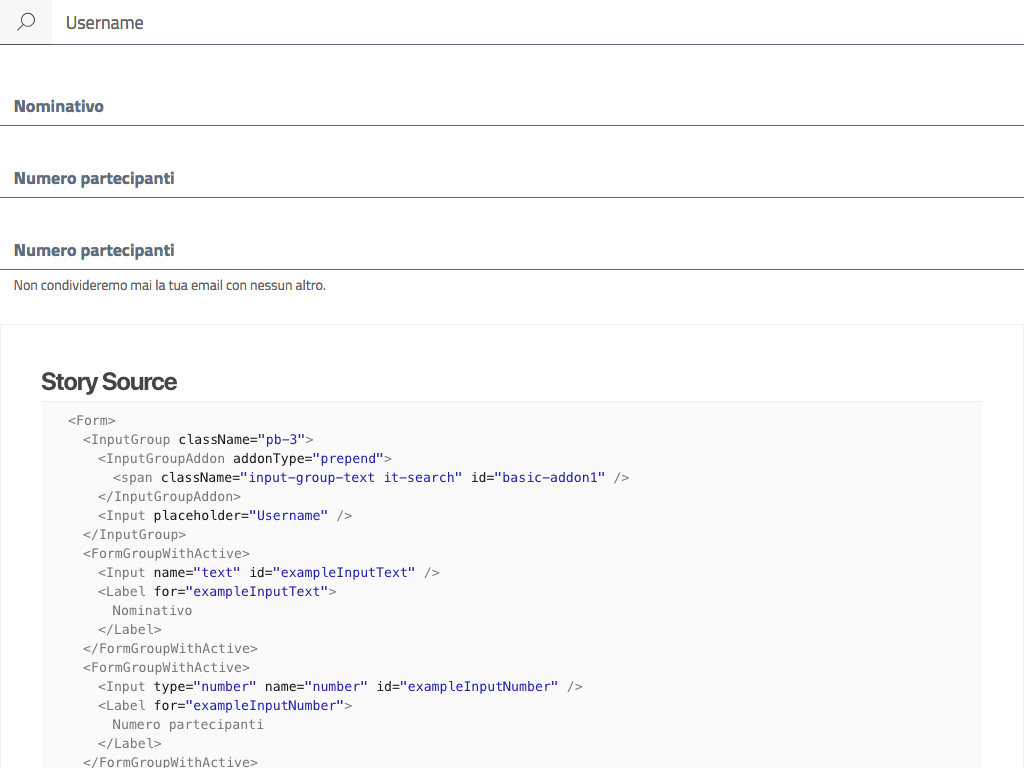 Username
Nominativo
Numero partecipanti
Numero partecipanti
Non condivideremo mai la tua email con nessun altro.
Story Source
<Form>
<InputGroup className="pb-3">
<InputGroupAddon addonType="prepend">
<span className="input-group-text it-search" id="basic-addon1" />
</InputGroupAddon>
<Input placeholder="Username" />
</InputGroup>
<FormGroupWithActive>
<Input name="text" id="exampleInputText" />
<Label for="exampleInputText">
Nominativo
</Label>
</FormGroupWithActive>
<FormGroupWithActive>
<Input type="number" name="number" id="exampleInputNumber" />
<Label for="exampleInputNumber">
Numero partecipanti
</Label>
</FormGroupWithActive>